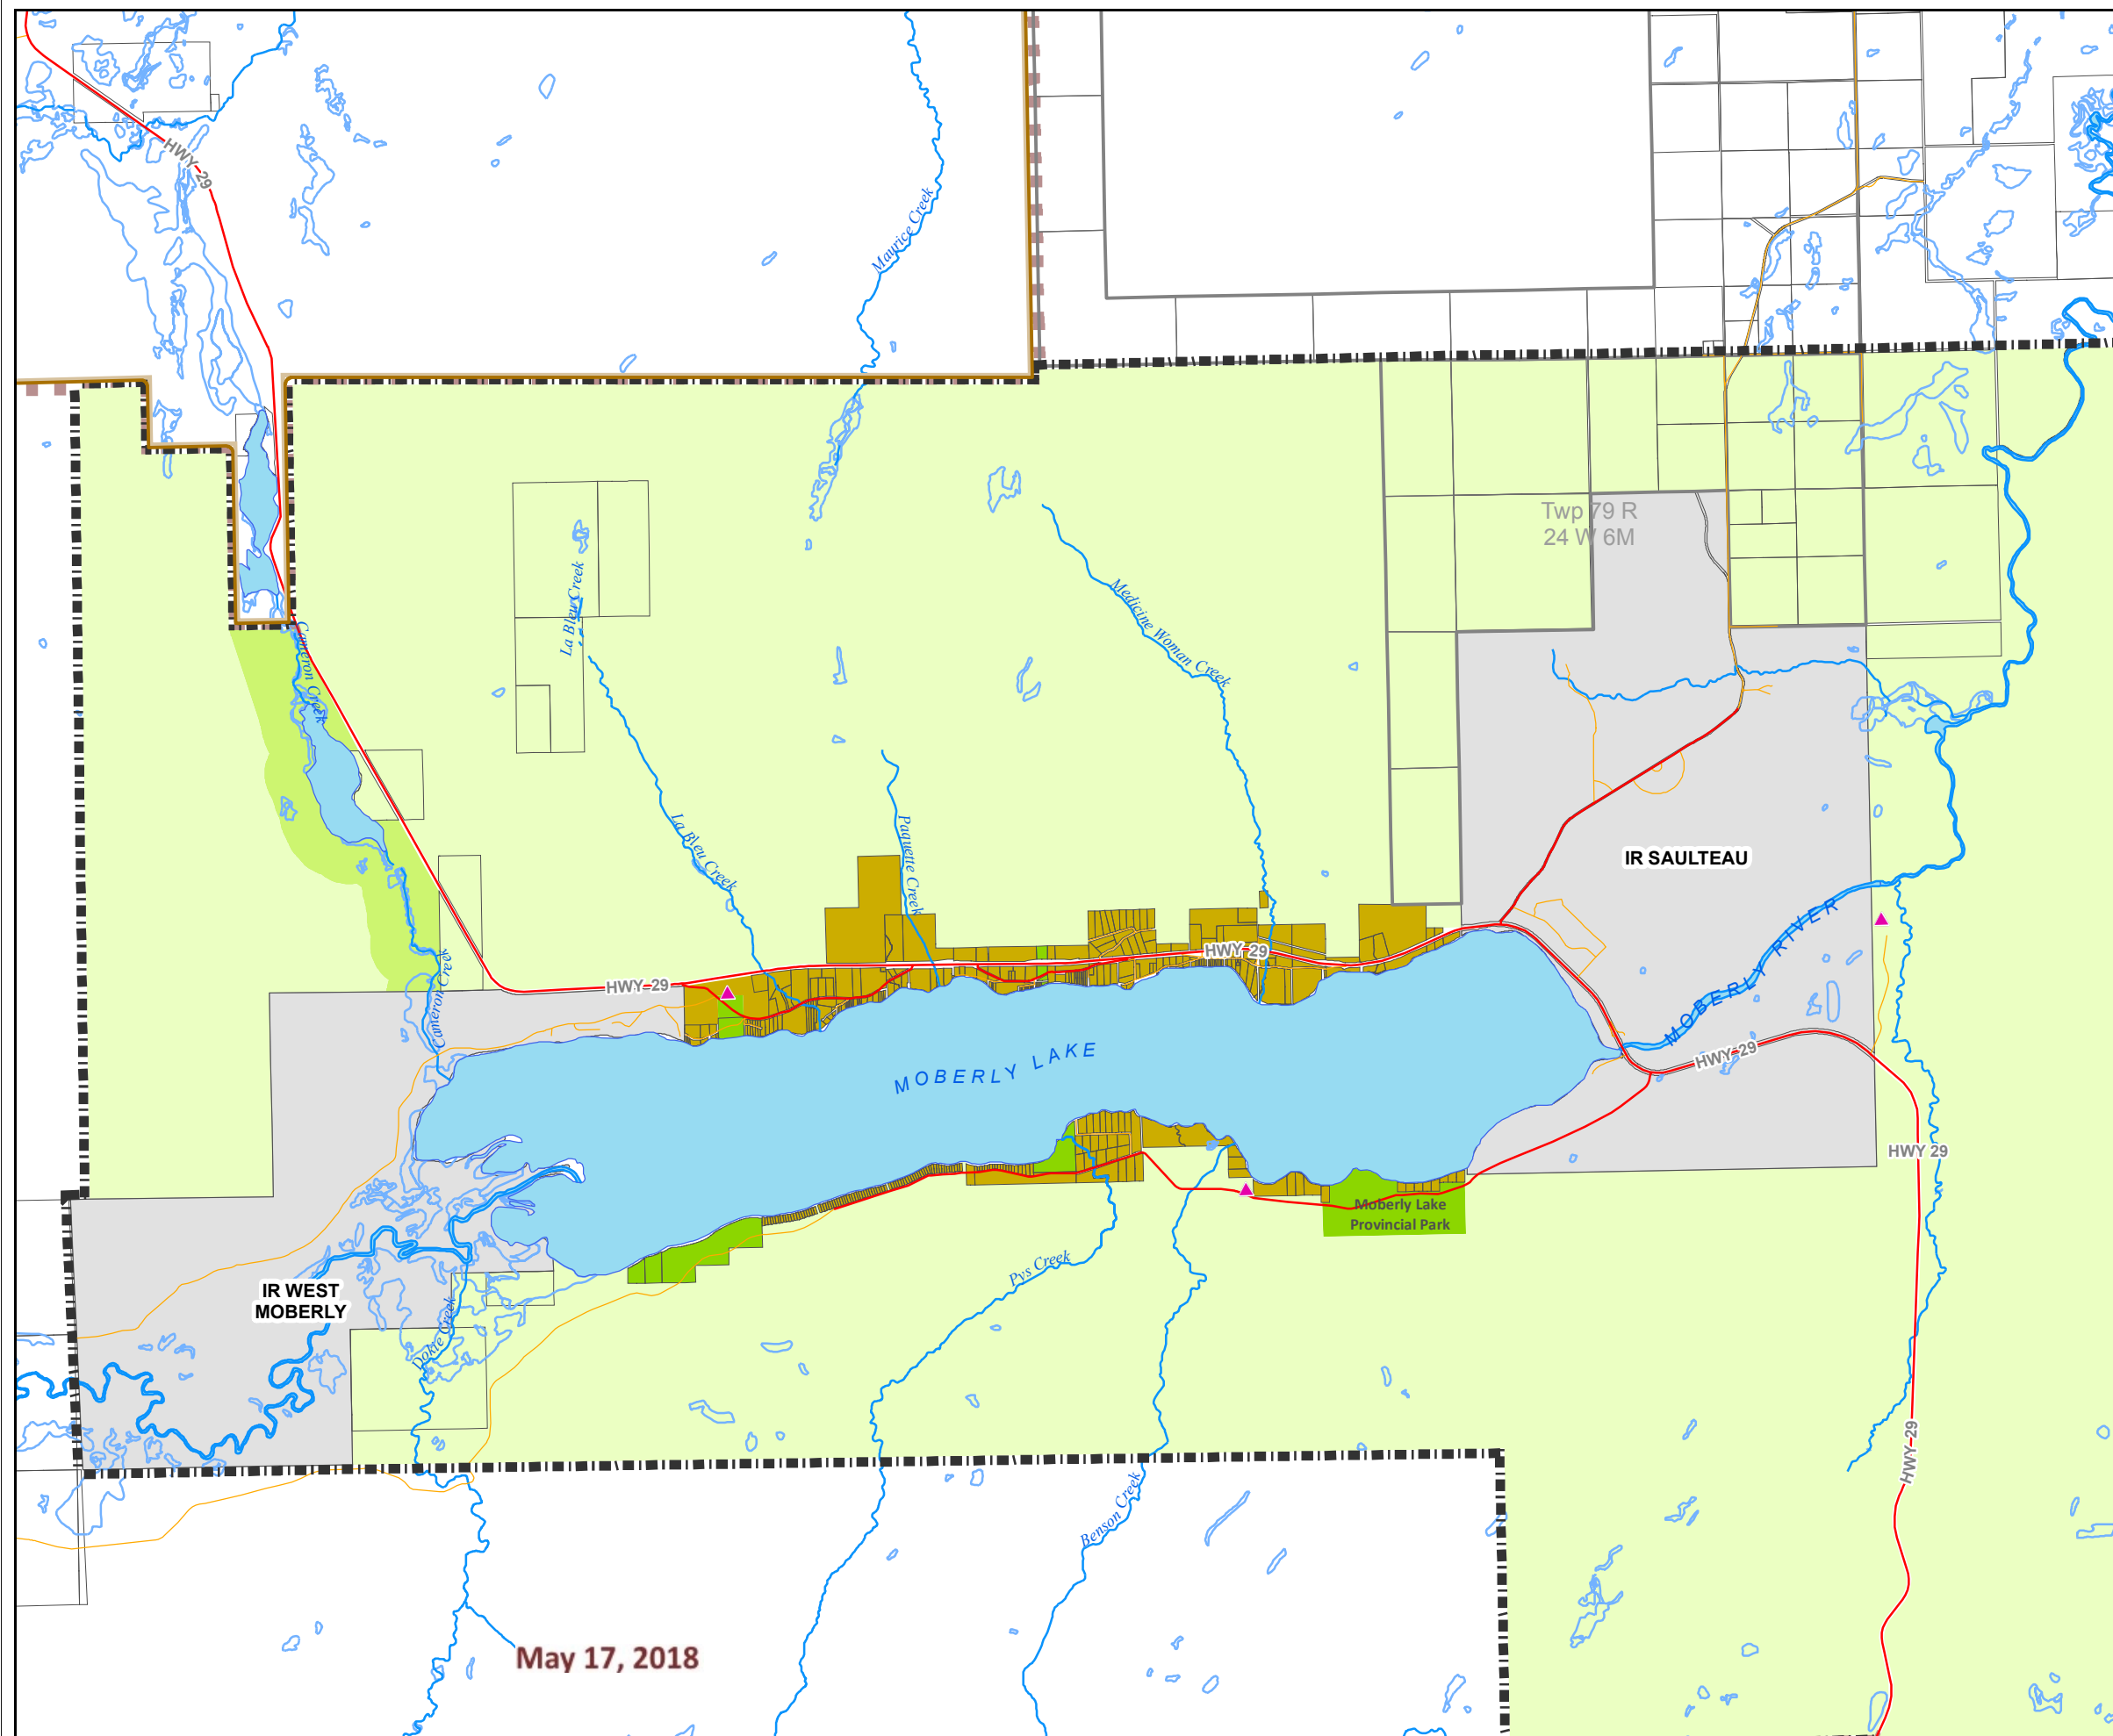 HWY 29
Maurice Creek
Twp 79 R
24 W 6M
La Bleu Creek
Medicine Woman Creek
Cameron Creek
La Bleu Creek
Paquette Creek
IR SAULTEAU
HWY 29
MOBERLY RIVER
HWY 29
Cameron Creek
MOBERLY LAKE
HWY 29
HWY 29
Moberly Lake
Provincial Park
Pys Creek
IR WEST
MOBERLY
Dokie Creek
HWY 29
Benson Creek
May 17, 2018